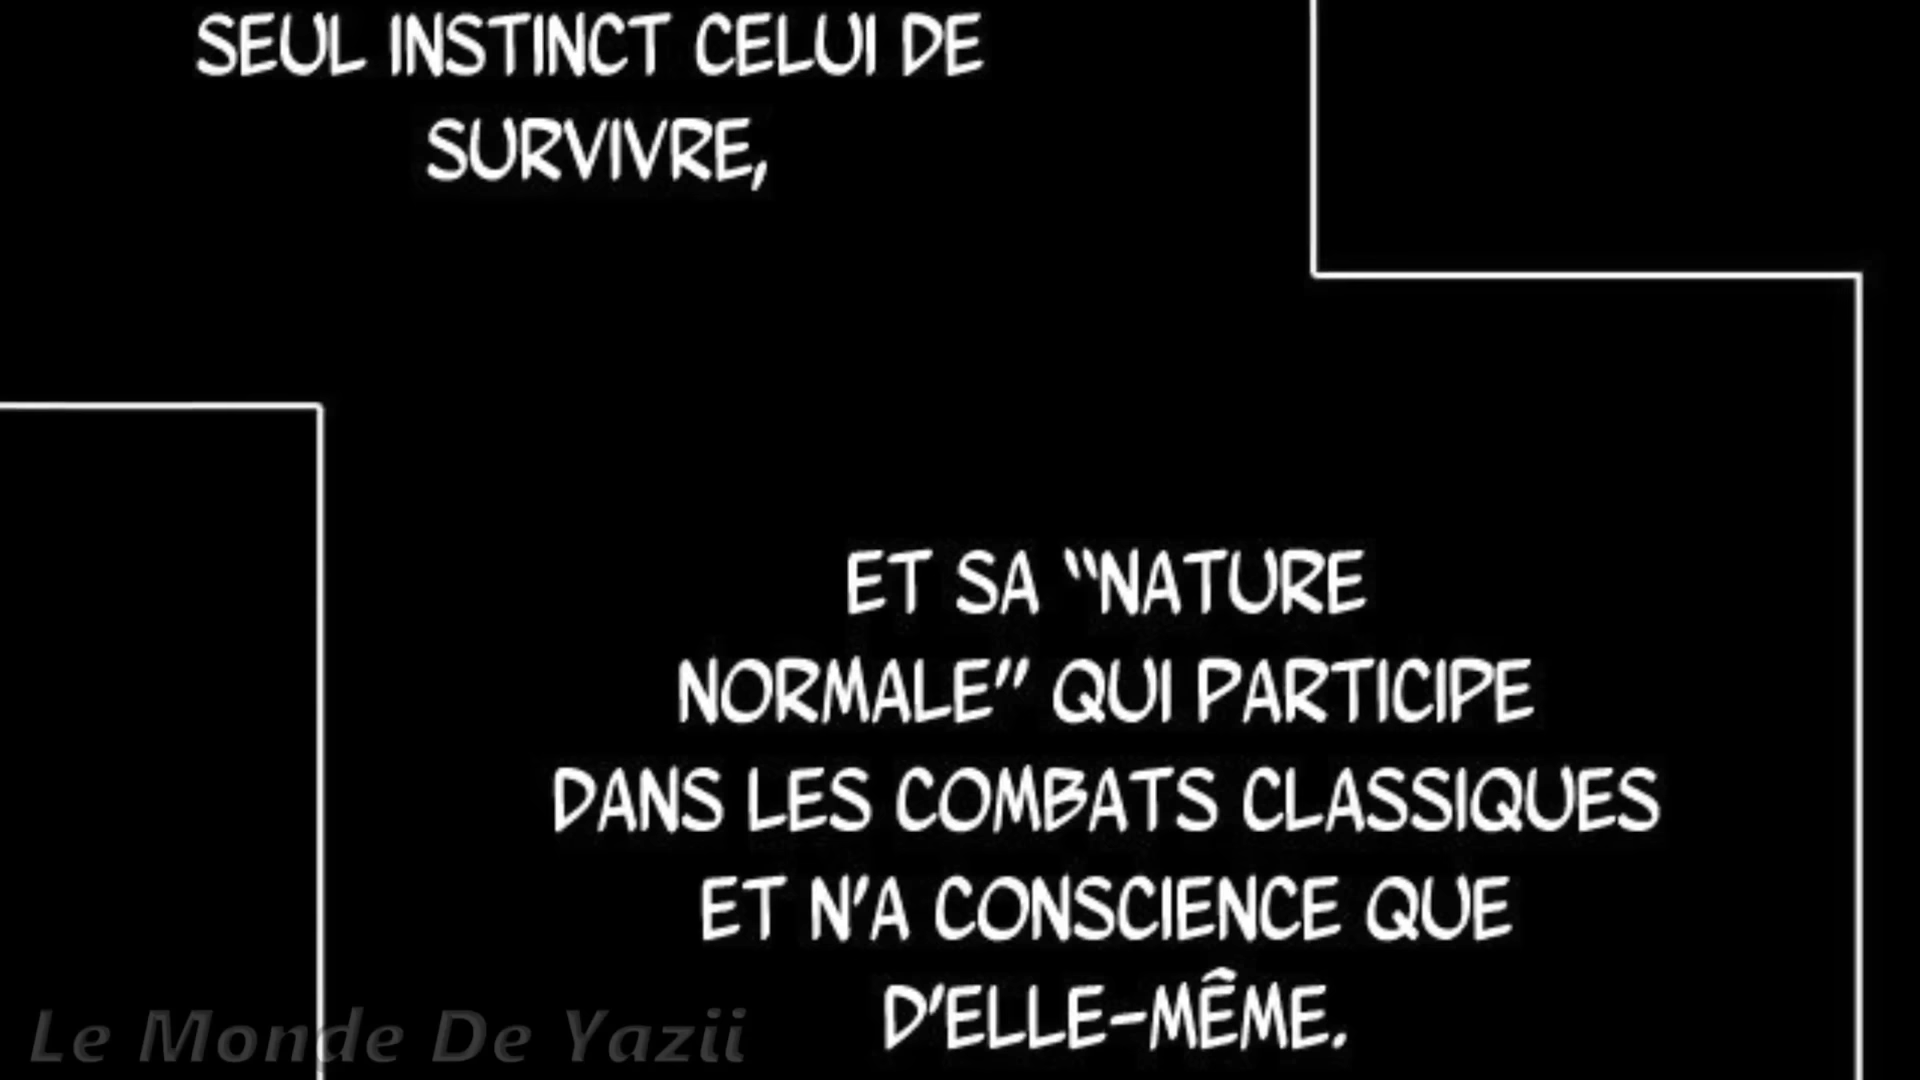 SEUL INSTINCT CELUI DE
SURVIVRE,
ET SA "NATURE
NORMALE" QUI PARTICIPE
DANS LES COMBATS CLASSIQUES
ET N'A CONSCIENCE QUE
D'ELLE-MÊME.
Le Monde De Yazii